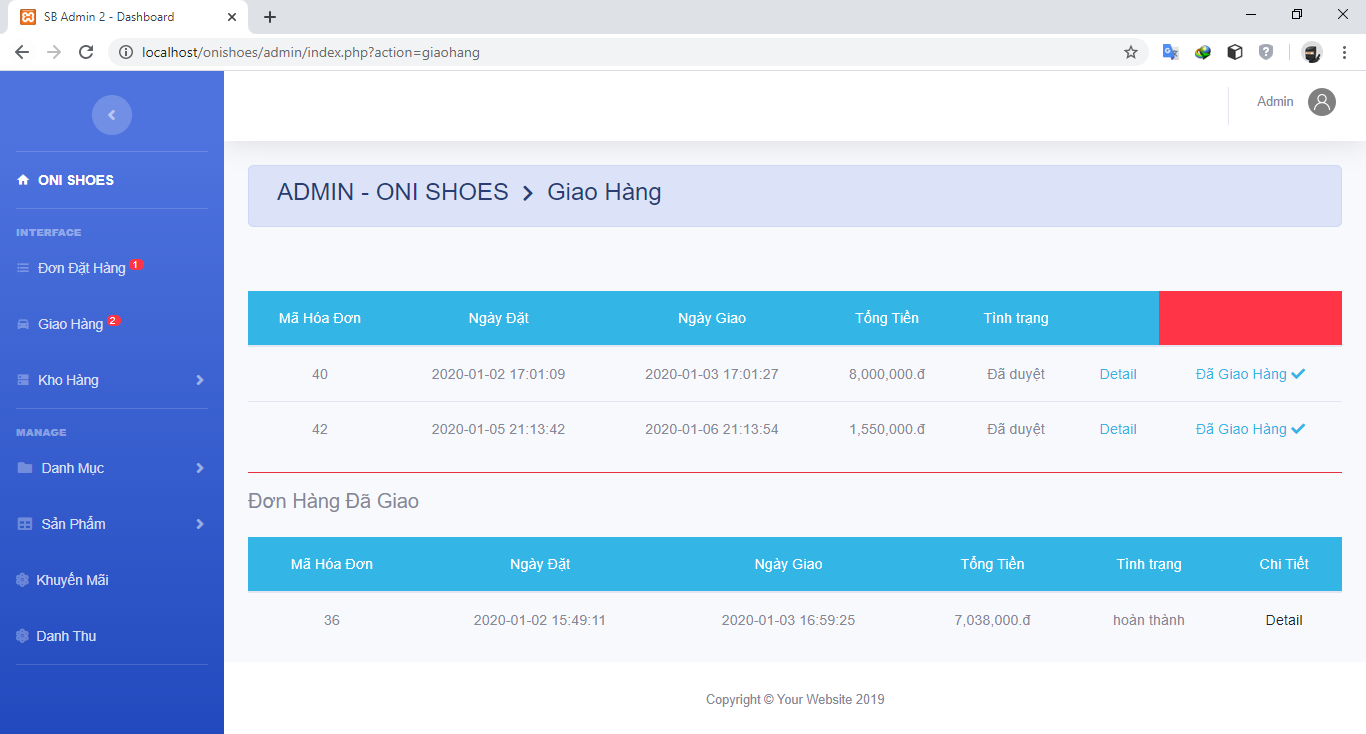 SB Admin 2 - Dashboard
localhost/onishoes/admin/index.php?action=giaohang
Admin
ONI SHOES
INTERFACE
Đơn Đặt Hàng 1
Giao Hàng 2
Kho Hàng
MANAGE
Danh Mục
Sản Phẩm
Khuyến Mãi
Danh Thu
ADMIN - ONI SHOES > Giao Hàng
Mã Hóa Đơn Ngày Đặt Ngày Giao Tổng Tiền Tình trạng
40 2020-01-02 17:01:09 2020-01-03 17:01:27 8,000,000.đ Đã duyệt Detail Đã Giao Hàng
42 2020-01-05 21:13:42 2020-01-06 21:13:54 1,550,000.đ Đã duyệt Detail Đã Giao Hàng
Đơn Hàng Đã Giao
Mã Hóa Đơn Ngày Đặt Ngày Giao Tổng Tiền Tình trạng Chi Tiết
36 2020-01-02 15:49:11 2020-01-03 16:59:25 7,038,000.đ hoàn thành Detail
Copyright © Your Website 2019